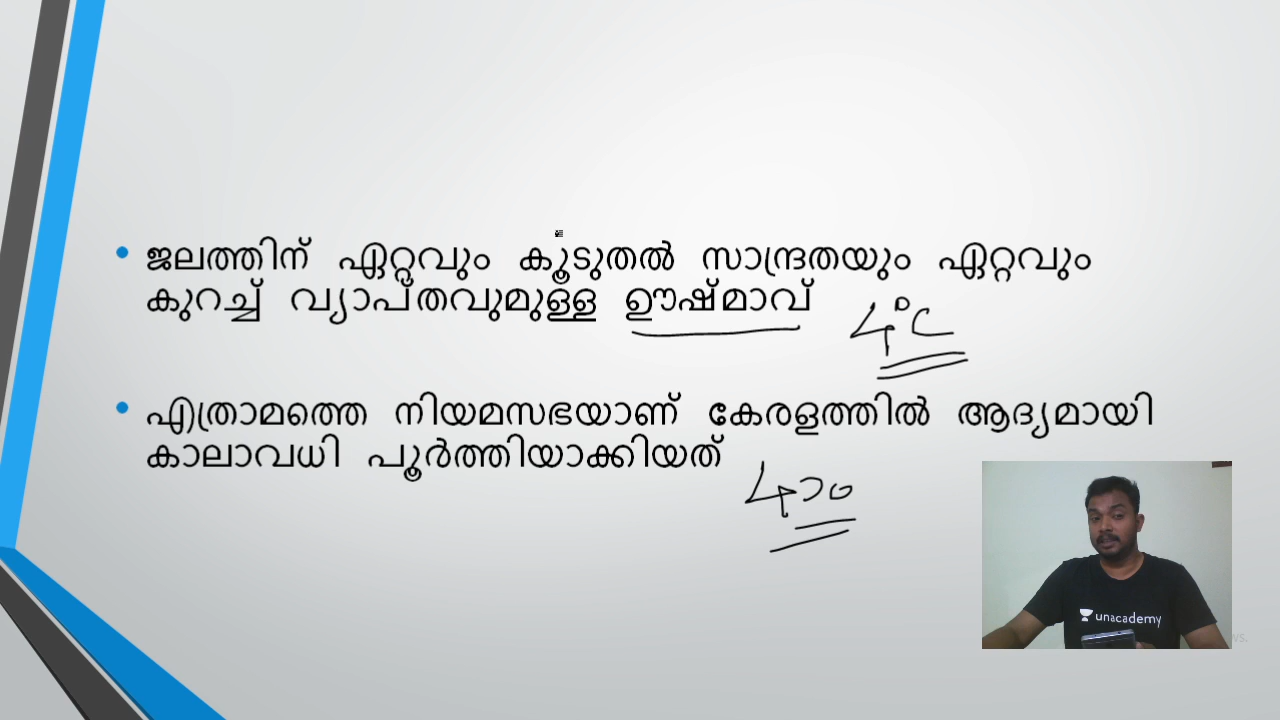 ജലത്തിന് ഏറ്റവും കൂടുതൽ സാന്ദ്രതയും ഏറ്റവും
കുറച്ച് വ്യാപ്തവുമുള്ള ഊഷ്മാവ്
4°C
എത്രാമത്തെ നിയമസഭയാണ് കേരളത്തിൽ ആദ്യമായി
കാലാവധി പൂർത്തിയാക്കിയത്
4ാം
unacademy